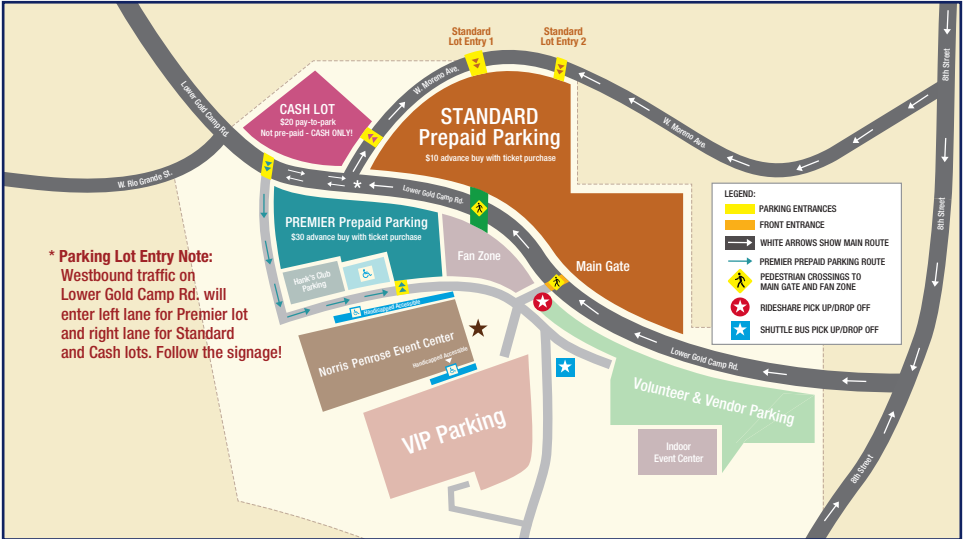 Standard
Lot Entry 1
Standard
Lot Entry 2
8th Street
Lower Gold Camp Rd.
W. Moreno Ave.
CASH LOT
$20 pay-to-park
Not pre-paid - CASH ONLY!
STANDARD
Prepaid Parking
$10 advance buy with ticket purchase
W. Moreno Ave.
W. Rio Grande St.
*
Lower Gold Camp Rd.
8th Street
LEGEND:
PARKING ENTRANCES
FRONT ENTRANCE
WHITE ARROWS SHOW MAIN ROUTE
PREMIER PREPAID PARKING ROUTE
PEDESTRIAN CROSSINGS TO
MAIN GATE AND FAN ZONE
RIDESHARE PICK UP/DROP OFF
SHUTTLE BUS PICK UP/DROP OFF
PREMIER Prepaid Parking
$30 advance buy with ticket purchase
Fan Zone
Main Gate
* Parking Lot Entry Note:
Westbound traffic on
Lower Gold Camp Rd. will
enter left lane for Premier lot
and right lane for Standard
and Cash lots. Follow the signage!
Hank's Club
Parking
Handicapped Accessible
Norris Penrose Event Center
Handicapped Accessible
Lower Gold Camp Rd.
VIP Parking
Volunteer & Vendor Parking
Indoor
Event Center
8th Street